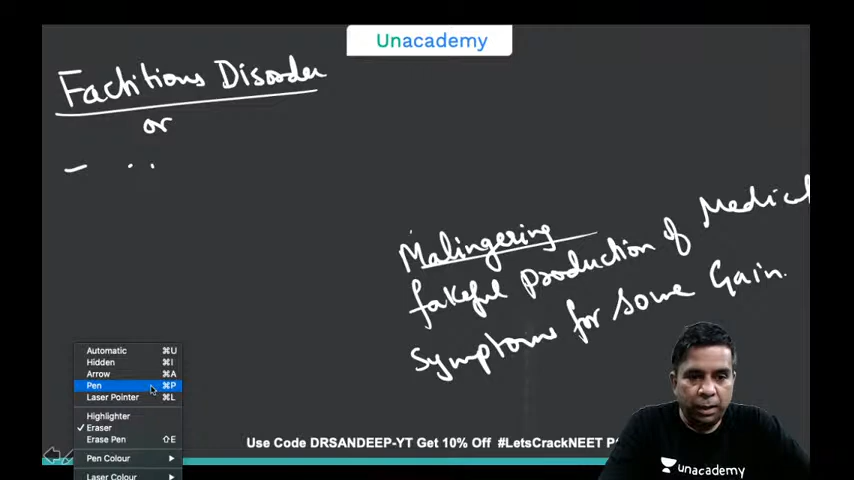 Unacademy
Factitious Disorder
or
Malingering
fakeful production of Medical
symptoms for some Gain.
Automatic ⌘U
Hidden ⌘I
Arrow ⌘A
Pen ⌘P
Laser Pointer ⌘L
Highlighter
✓ Eraser
Erase Pen ⇧E
Pen Colour
Laser Colour
Use Code DRSANDEEP-YT Get 10% Off #LetsCrackNEET
unacademy